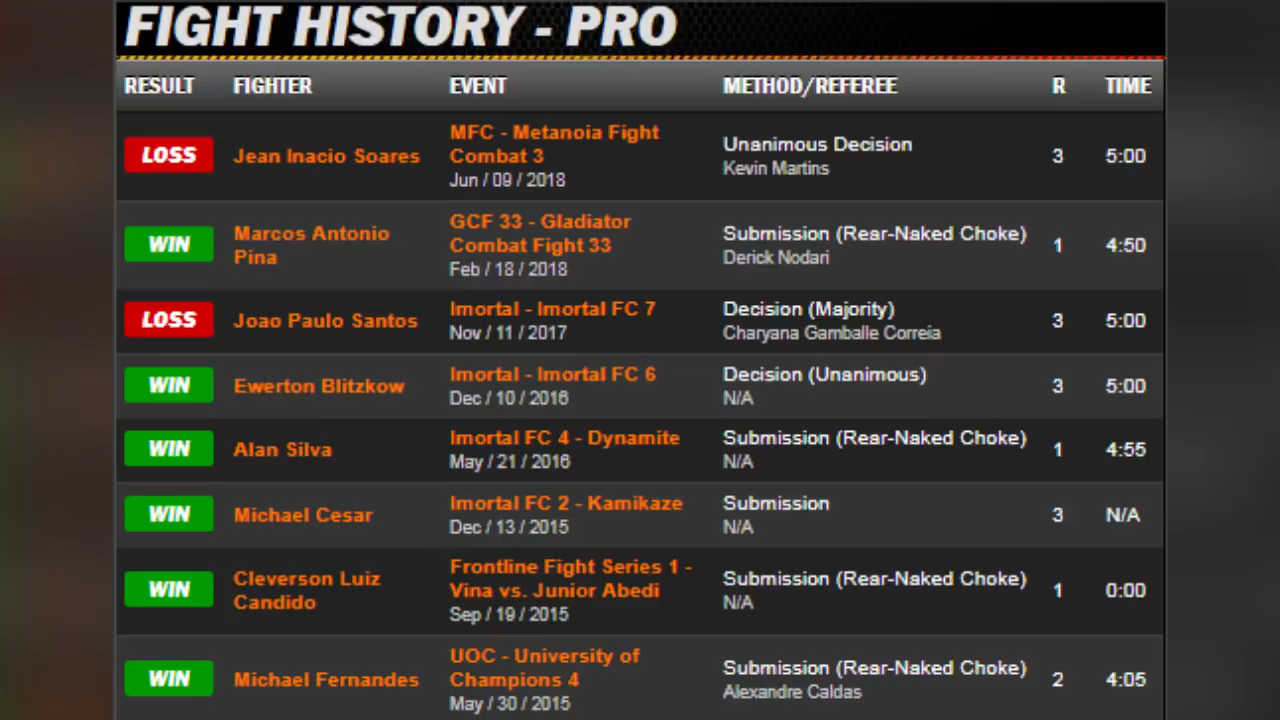 FIGHT HISTORY - PRO
RESULT FIGHTER EVENT METHOD/REFEREE R TIME
LOSS Jean Inacio Soares MFC - Metanoia Fight Combat 3 Unanimous Decision 3 5:00
Jun / 09 / 2018 Kevin Martins
WIN Marcos Antonio Pina GCF 33 - Gladiator Combat Fight 33 Submission (Rear-Naked Choke) 1 4:50
Feb / 18 / 2018 Derick Nodari
LOSS Joao Paulo Santos Imortal - Imortal FC 7 Decision (Majority) 3 5:00
Nov / 11 / 2017 Charyana Gamballe Correia
WIN Ewerton Blitzkow Imortal - Imortal FC 6 Decision (Unanimous) 3 5:00
Dec / 10 / 2016 N/A
WIN Alan Silva Imortal FC 4 - Dynamite Submission (Rear-Naked Choke) 1 4:55
May / 21 / 2016 N/A
WIN Michael Cesar Imortal FC 2 - Kamikaze Submission 3 N/A
Dec / 13 / 2015 N/A
WIN Cleverson Luiz Candido Frontline Fight Series 1 - Vina vs. Junior Abedi Submission (Rear-Naked Choke) 1 0:00
Sep / 19 / 2015 N/A
WIN Michael Fernandes UOC - University of Champions 4 Submission (Rear-Naked Choke) 2 4:05
May / 30 / 2015 Alexandre Caldas